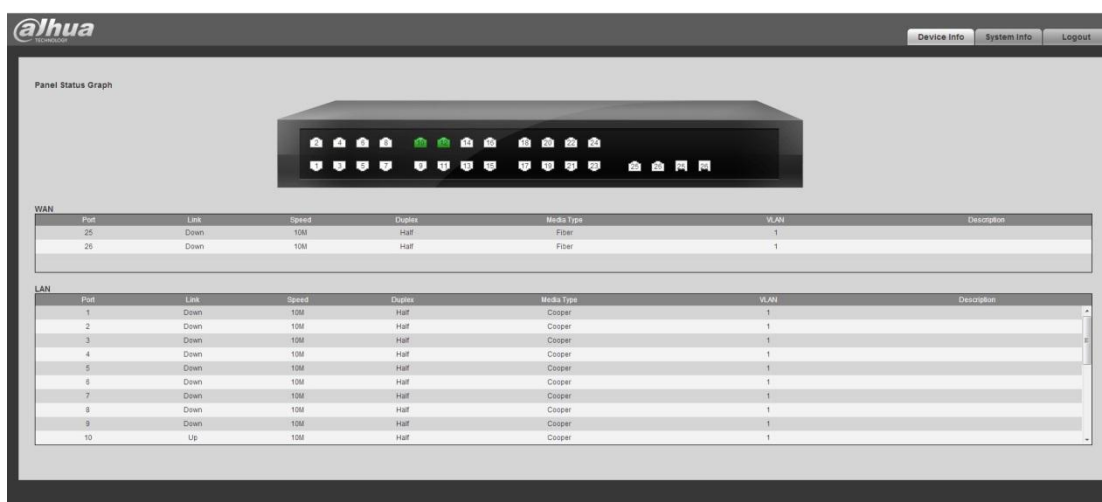 alhua
TECHNOLOGY
Device Info System Info Logout
Panel Status Graph
2 4 6 8 10 12 14 16 18 20 22 24
1 3 5 7 9 11 13 15 17 19 21 23 25 26 25 26
WAN
Port Link Speed Duplex Media Type VLAN Description
25 Down 10M Half Fiber 1
26 Down 10M Half Fiber 1
LAN
Port Link Speed Duplex Media Type VLAN Description
1 Down 10M Half Cooper 1
2 Down 10M Half Cooper 1
3 Down 10M Half Cooper 1
4 Down 10M Half Cooper 1
5 Down 10M Half Cooper 1
6 Down 10M Half Cooper 1
7 Down 10M Half Cooper 1
8 Down 10M Half Cooper 1
9 Down 10M Half Cooper 1
10 Up 10M Half Cooper 1